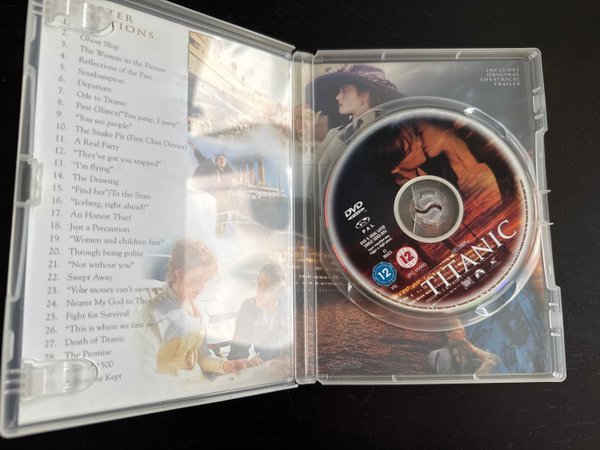 2. Ghost Ship
3. The Woman in the Picture
4. Reflections of the Past
5. Southampton
6. Departure
7. Ode to Titanic
8. First Glance/"You jump, I jump"
9. "You see people"
10. The Snake Pit (First Class Dinner)
11. A Real Party
12. "They've got you trapped"
13. "I'm flying"
14. The Drawing
15. "Find her"/To the Stars
16. "Iceberg, right ahead!"
17. An Honest Thief
18. Just a Precaution
19. "Women and children first"
20. Through being polite
21. "Not without you"
22. Swept Away
23. "Your money can't save you
24. Nearer My God to Thee
25. Fight for Survival
26. "This is where we first met
27. Death of Titanic
28. The Promise
1500
Kept
INCLUDES
ORIGINAL
THEATRICAL
TRAILER
DVD
PAL
12
12
TITANIC